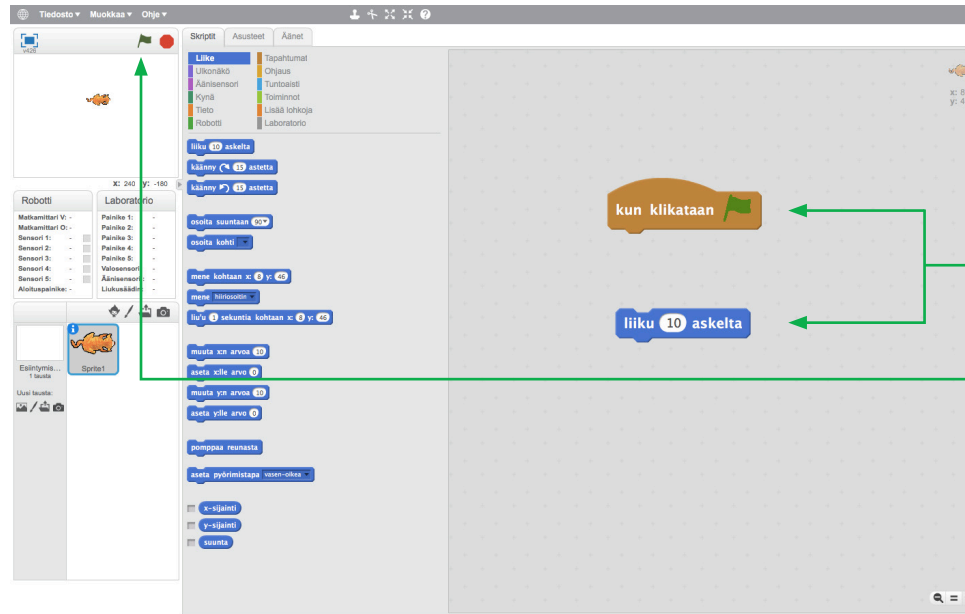 Tiedosto Muokkaa Ohje
v426
Skriptit Asusteet Äänet
Liike Tapahtumat
Ulkonäkö Ohjaus
Äänisensori Tuntoaisti
Kynä Toiminnot
Tieto Lisää lohkoja
Robotti Laboratorio
x: 240 y: -180
Robotti
Matkamittari V: -
Matkamittari O: -
Sensori 1: -
Sensori 2: -
Sensori 3: -
Sensori 4: -
Sensori 5: -
Aloituspainike: -
Laboratorio
Painike 1: -
Painike 2: -
Painike 3: -
Painike 4: -
Painike 5: -
Valosensori: -
Äänisensori: -
Liukusäädin: -
Esiintymis...
1 tausta
Uusi tausta:
Sprite1
liiku 10 askelta
käänny 15 astetta
käänny 15 astetta
osoita suuntaan 90
osoita kohti
mene kohtaan x: 8 y: 46
mene hiiriosoitin
liu'u 1 sekuntia kohtaan x: 8 y: 46
muuta x:n arvoa 10
aseta x:lle arvo 0
muuta y:n arvoa 10
aseta y:lle arvo 0
pomppaa reunasta
aseta pyörimistapa vasen-oikea
x-sijainti
y-sijainti
suunta
kun klikataan
liiku 10 askelta
x: 8
y: 4